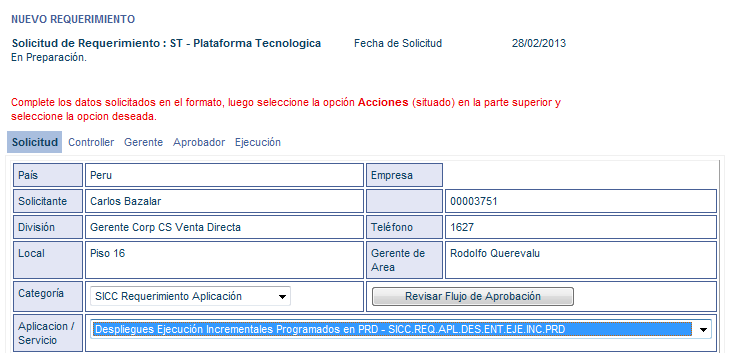 NUEVO REQUERIMIENTO
Solicitud de Requerimiento : ST - Plataforma Tecnologica Fecha de Solicitud 28/02/2013
En Preparación.
Complete los datos solicitados en el formato, luego seleccione la opción Acciones (situado) en la parte superior y
seleccione la opcion deseada.
Solicitud Controller Gerente Aprobador Ejecución
País Peru Empresa
Solicitante Carlos Bazalar 00003751
División Gerente Corp CS Venta Directa Teléfono 1627
Local Piso 16 Gerente de Area Rodolfo Querevalu
Categoría SICC Requerimiento Aplicación Revisar Flujo de Aprobación
Aplicacion / Servicio Despliegues Ejecución Incrementales Programados en PRD - SICC.REQ.APL.DES.ENT.EJE.INC.PRD